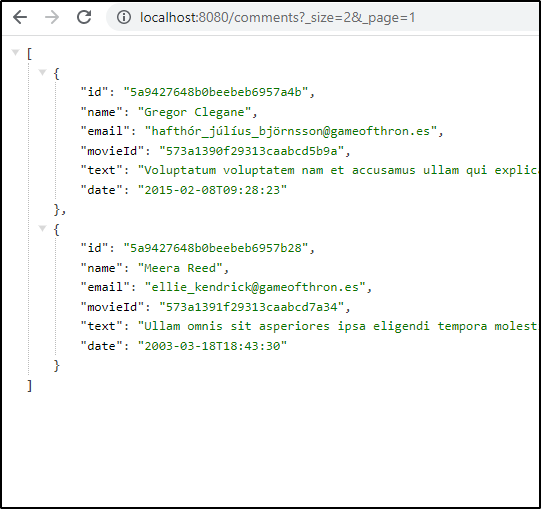 localhost:8080/comments?_size=2&_page=1
[
{
"id": "5a9427648b0beebeb6957a4b",
"name": "Gregor Clegane",
"email": "hafthór_júlíus_björnsson@gameofthron.es",
"movieId": "573a1390f29313caabcd5b9a",
"text": "Voluptatum voluptatem nam et accusamus ullam qui explic
"date": "2015-02-08T09:28:23"
},
{
"id": "5a9427648b0beebeb6957b28",
"name": "Meera Reed",
"email": "ellie_kendrick@gameofthron.es",
"movieId": "573a1391f29313caabcd7a34",
"text": "Ullam omnis sit asperiores ipsa eligendi tempora molest
"date": "2003-03-18T18:43:30"
}
]